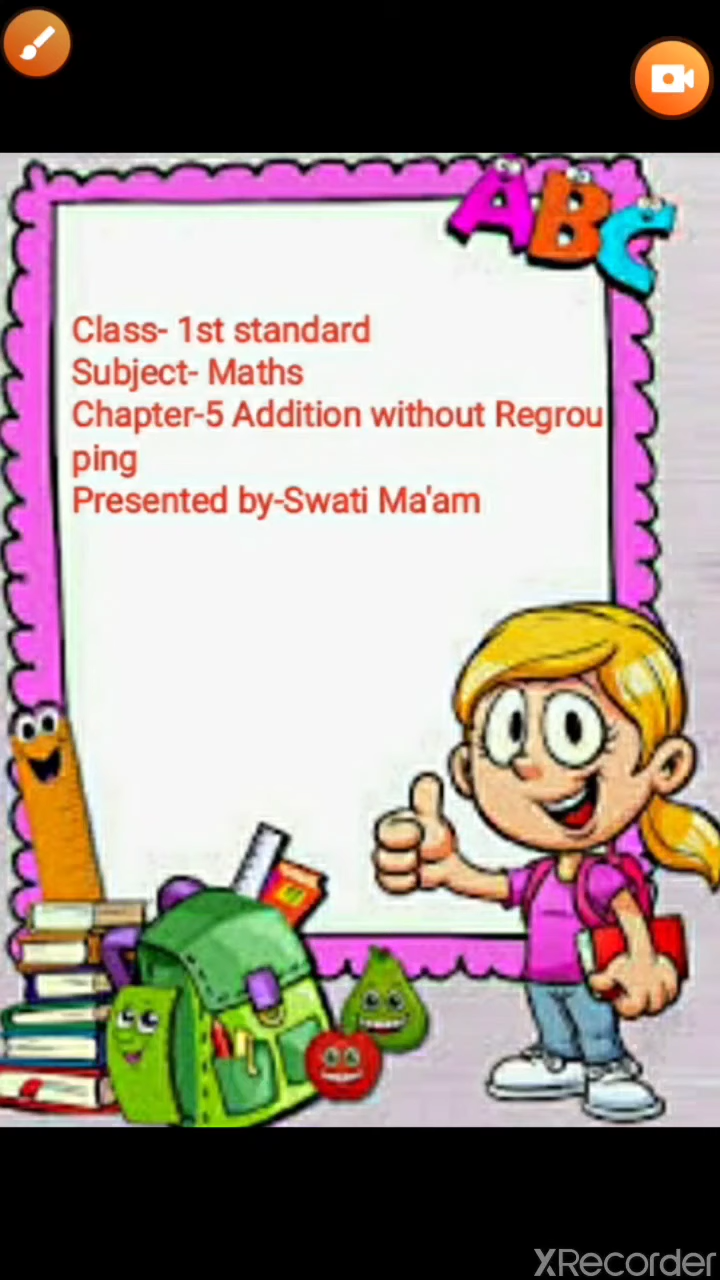 ABC
Class- 1st standard
Subject- Maths
Chapter-5 Addition without Regrou
ping
Presented by-Swati Ma'am
XRecorder